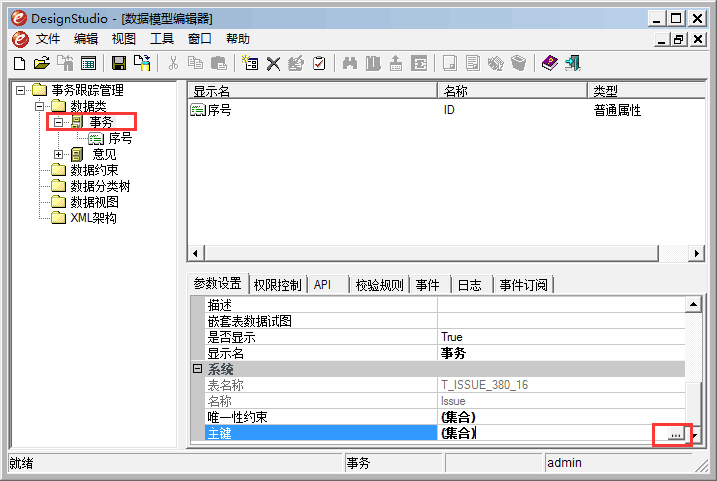 DesignStudio - [数据模型编辑器]
文件 编辑 视图 工具 窗口 帮助
事务跟踪管理
数据类
事务
序号
意见
数据约束
数据分类树
数据视图
XML架构
显示名 名称 类型
序号 ID 普通属性
参数设置 权限控制 API 校验规则 事件 日志 事件订阅
描述
嵌套表数据试图
是否显示 True
显示名 事务
系统
表名称 T_ISSUE_380_16
名称 Issue
唯一性约束 (集合)
主键 (集合) ...
就绪 事务 admin